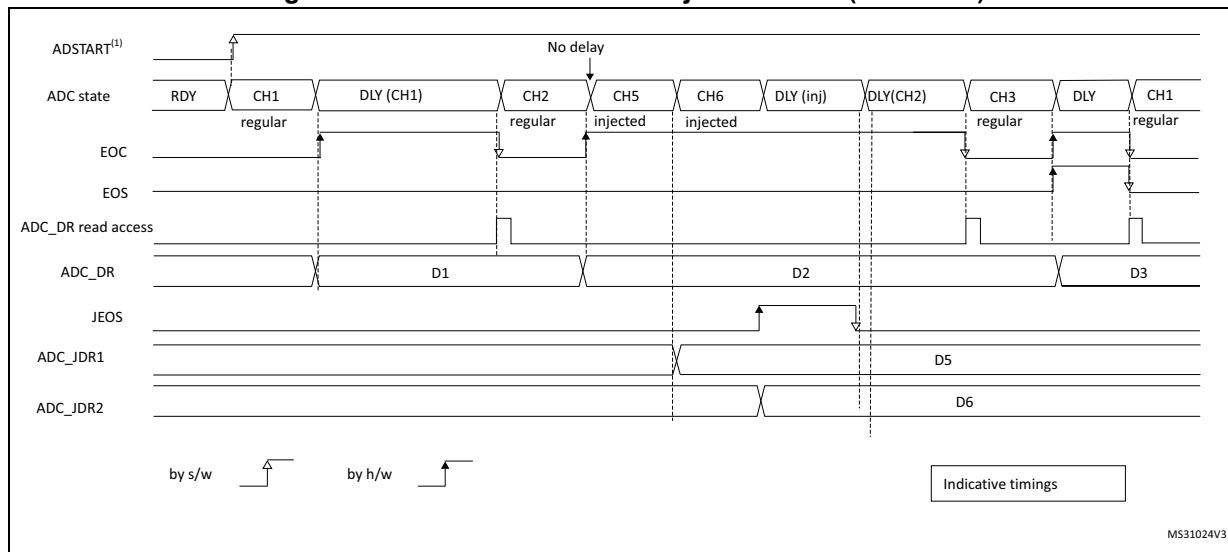 ADSTART(1)
No delay
ADC state RDY CH1 DLY (CH1) CH2 CH5 CH6 DLY (inj) DLY(CH2) CH3 DLY CH1
regular regular injected injected regular regular
EOC
EOS
ADC_DR read access
ADC_DR D1 D2 D3
JEOS
ADC_JDR1 D5
ADC_JDR2 D6
by s/w by h/w Indicative timings
MS31024V3